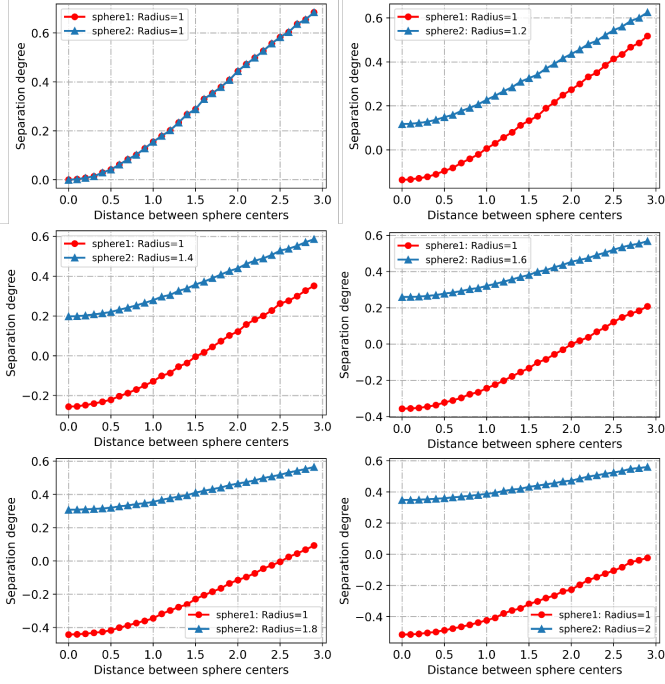 sphere1: Radius=1
sphere2: Radius=1
Separation degree
0.6
0.4
0.2
0.0
0.0 0.5 1.0 1.5 2.0 2.5 3.0
Distance between sphere centers
sphere1: Radius=1
sphere2: Radius=1.2
Separation degree
0.6
0.4
0.2
0.0
0.0 0.5 1.0 1.5 2.0 2.5 3.0
Distance between sphere centers
sphere1: Radius=1
sphere2: Radius=1.4
Separation degree
0.6
0.4
0.2
0.0
−0.2
0.0 0.5 1.0 1.5 2.0 2.5 3.0
Distance between sphere centers
sphere1: Radius=1
sphere2: Radius=1.6
Separation degree
0.6
0.4
0.2
0.0
−0.2
−0.4
0.0 0.5 1.0 1.5 2.0 2.5 3.0
Distance between sphere centers
Separation degree
0.6
0.4
0.2
0.0
−0.2
−0.4
sphere1: Radius=1
sphere2: Radius=1.8
0.0 0.5 1.0 1.5 2.0 2.5 3.0
Distance between sphere centers
Separation degree
0.6
0.4
0.2
0.0
−0.2
−0.4
sphere1: Radius=1
sphere2: Radius=2
0.0 0.5 1.0 1.5 2.0 2.5 3.0
Distance between sphere centers